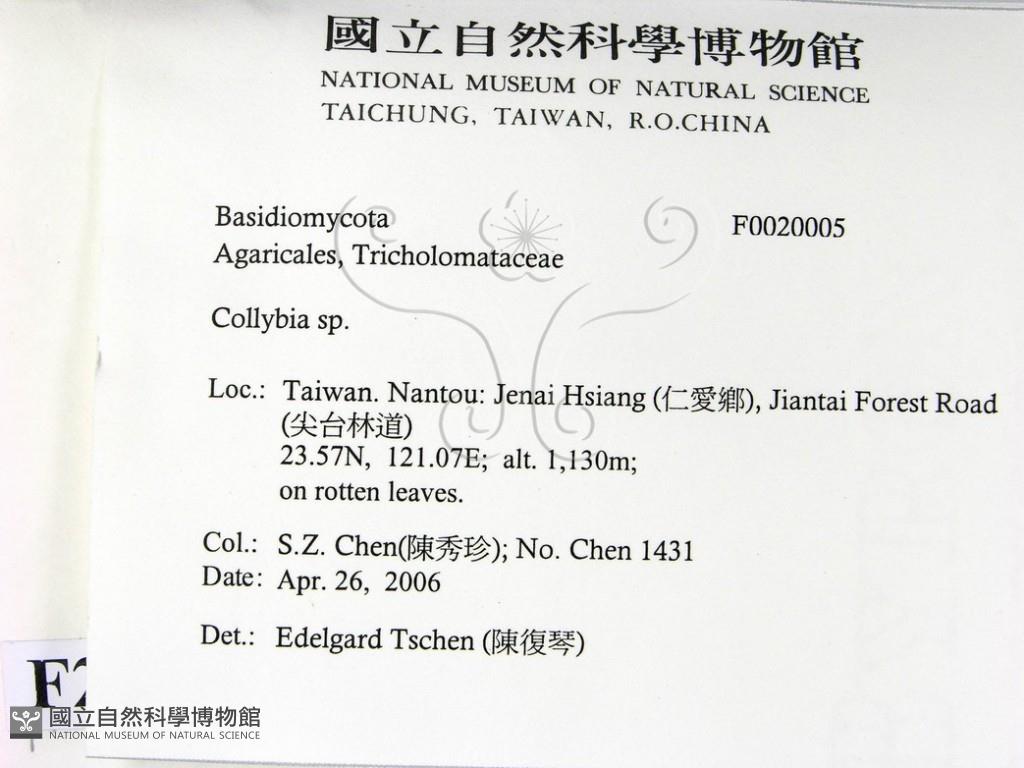 國立自然科學博物館
NATIONAL MUSEUM OF NATURAL SCIENCE
TAICHUNG, TAIWAN, R.O.CHINA
Basidiomycota F0020005
Agaricales, Tricholomataceae
Collybia sp.
Loc.: Taiwan. Nantou: Jenai Hsiang (仁愛鄉), Jiantai Forest Road
(尖台林道)
23.57N, 121.07E; alt. 1,130m;
on rotten leaves.
Col.: S.Z. Chen(陳秀珍); No. Chen 1431
Date: Apr. 26, 2006
Det.: Edelgard Tschen (陳復琴)
F2
國立自然科學博物館
NATIONAL MUSEUM OF NATURAL SCIENCE